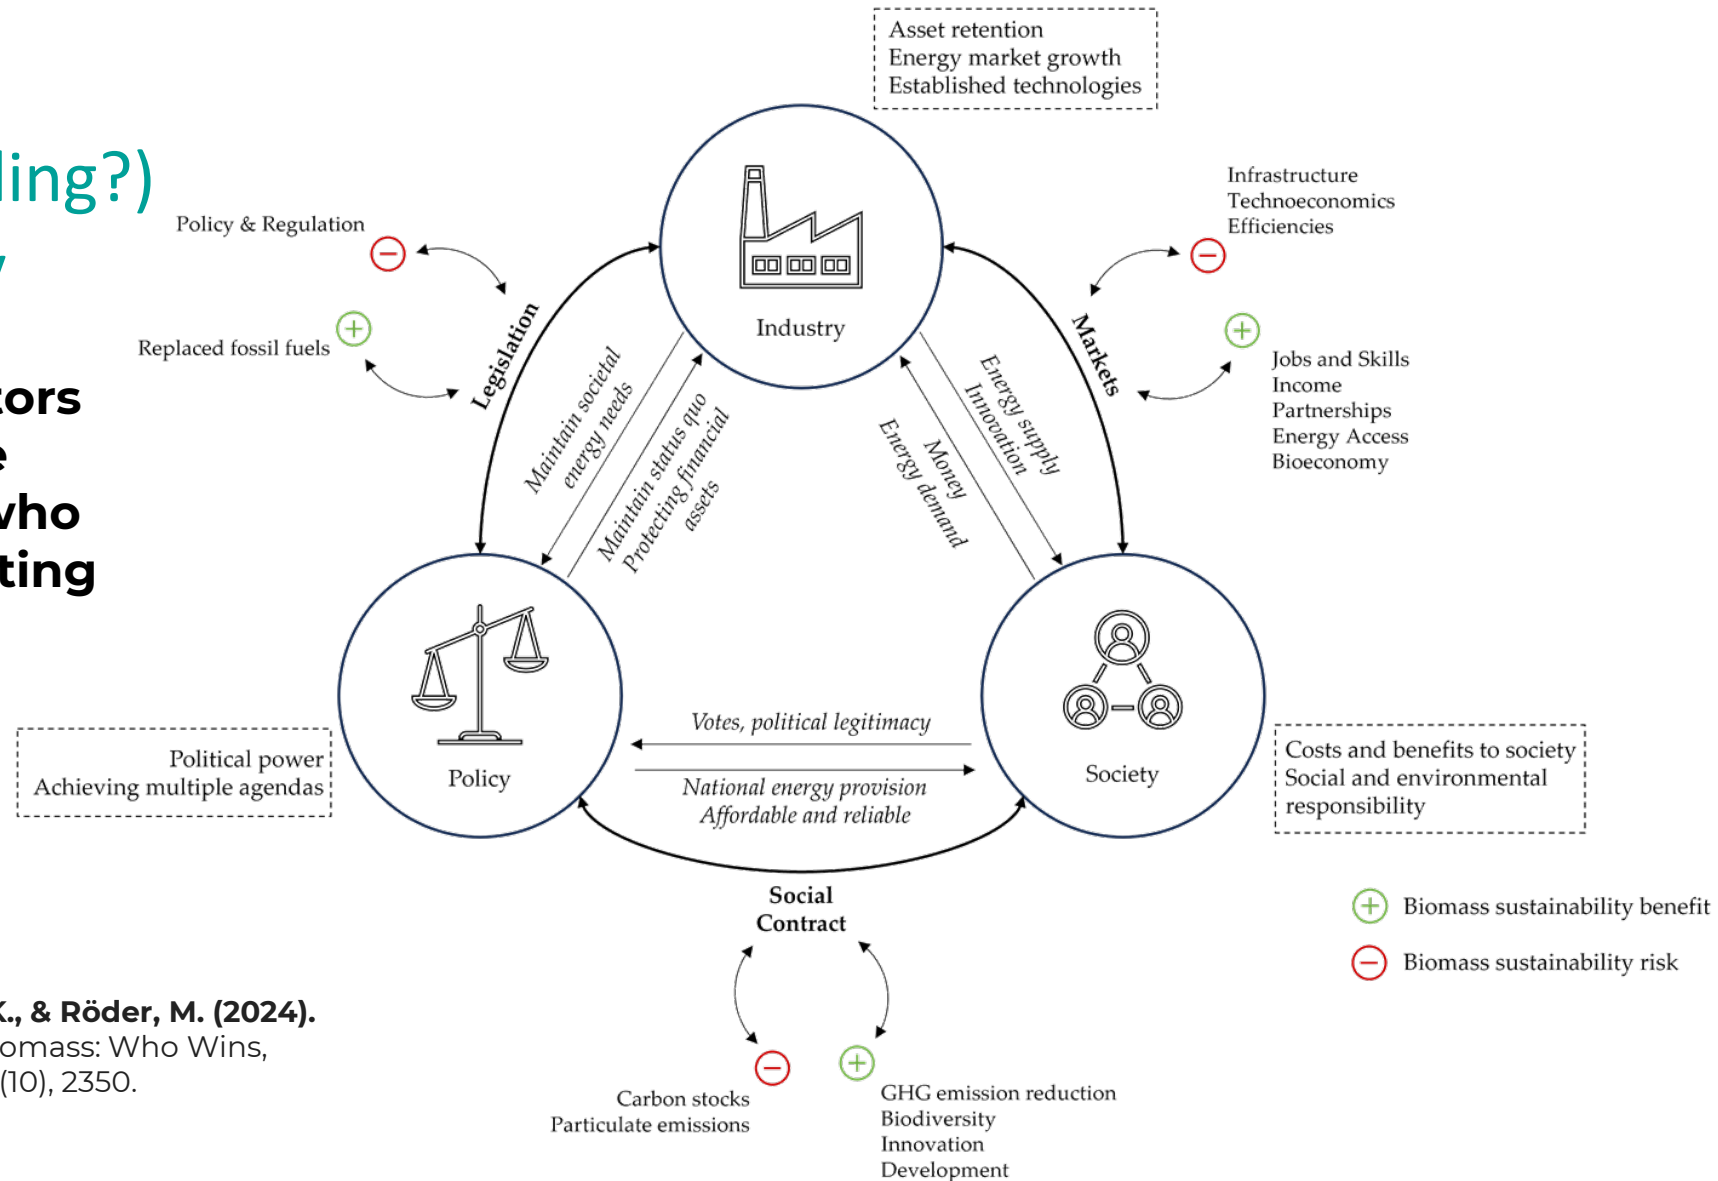 ling?)
y
tors
e
who
ting
K., & Röder, M. (2024).
omass: Who Wins,
(10), 2350.
Asset retention
Energy market growth
Established technologies
Industry
Policy & Regulation
Replaced fossil fuels
Legislation
Infrastructure
Technoeconomics
Efficiencies
Markets
Jobs and Skills
Income
Partnerships
Energy Access
Bioeconomy
Maintain societal
energy needs
Maintain status quo
Protecting financial
assets
Energy supply
Innovation
Money
Energy demand
Political power
Achieving multiple agendas
Policy
Votes, political legitimacy
National energy provision
Affordable and reliable
Society
Costs and benefits to society
Social and environmental
responsibility
Social
Contract
Carbon stocks
Particulate emissions
GHG emission reduction
Biodiversity
Innovation
Development
Biomass sustainability benefit
Biomass sustainability risk